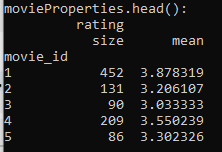 movieProperties.head():
rating
size mean
movie_id
1 452 3.878319
2 131 3.206107
3 90 3.033333
4 209 3.550239
5 86 3.302326